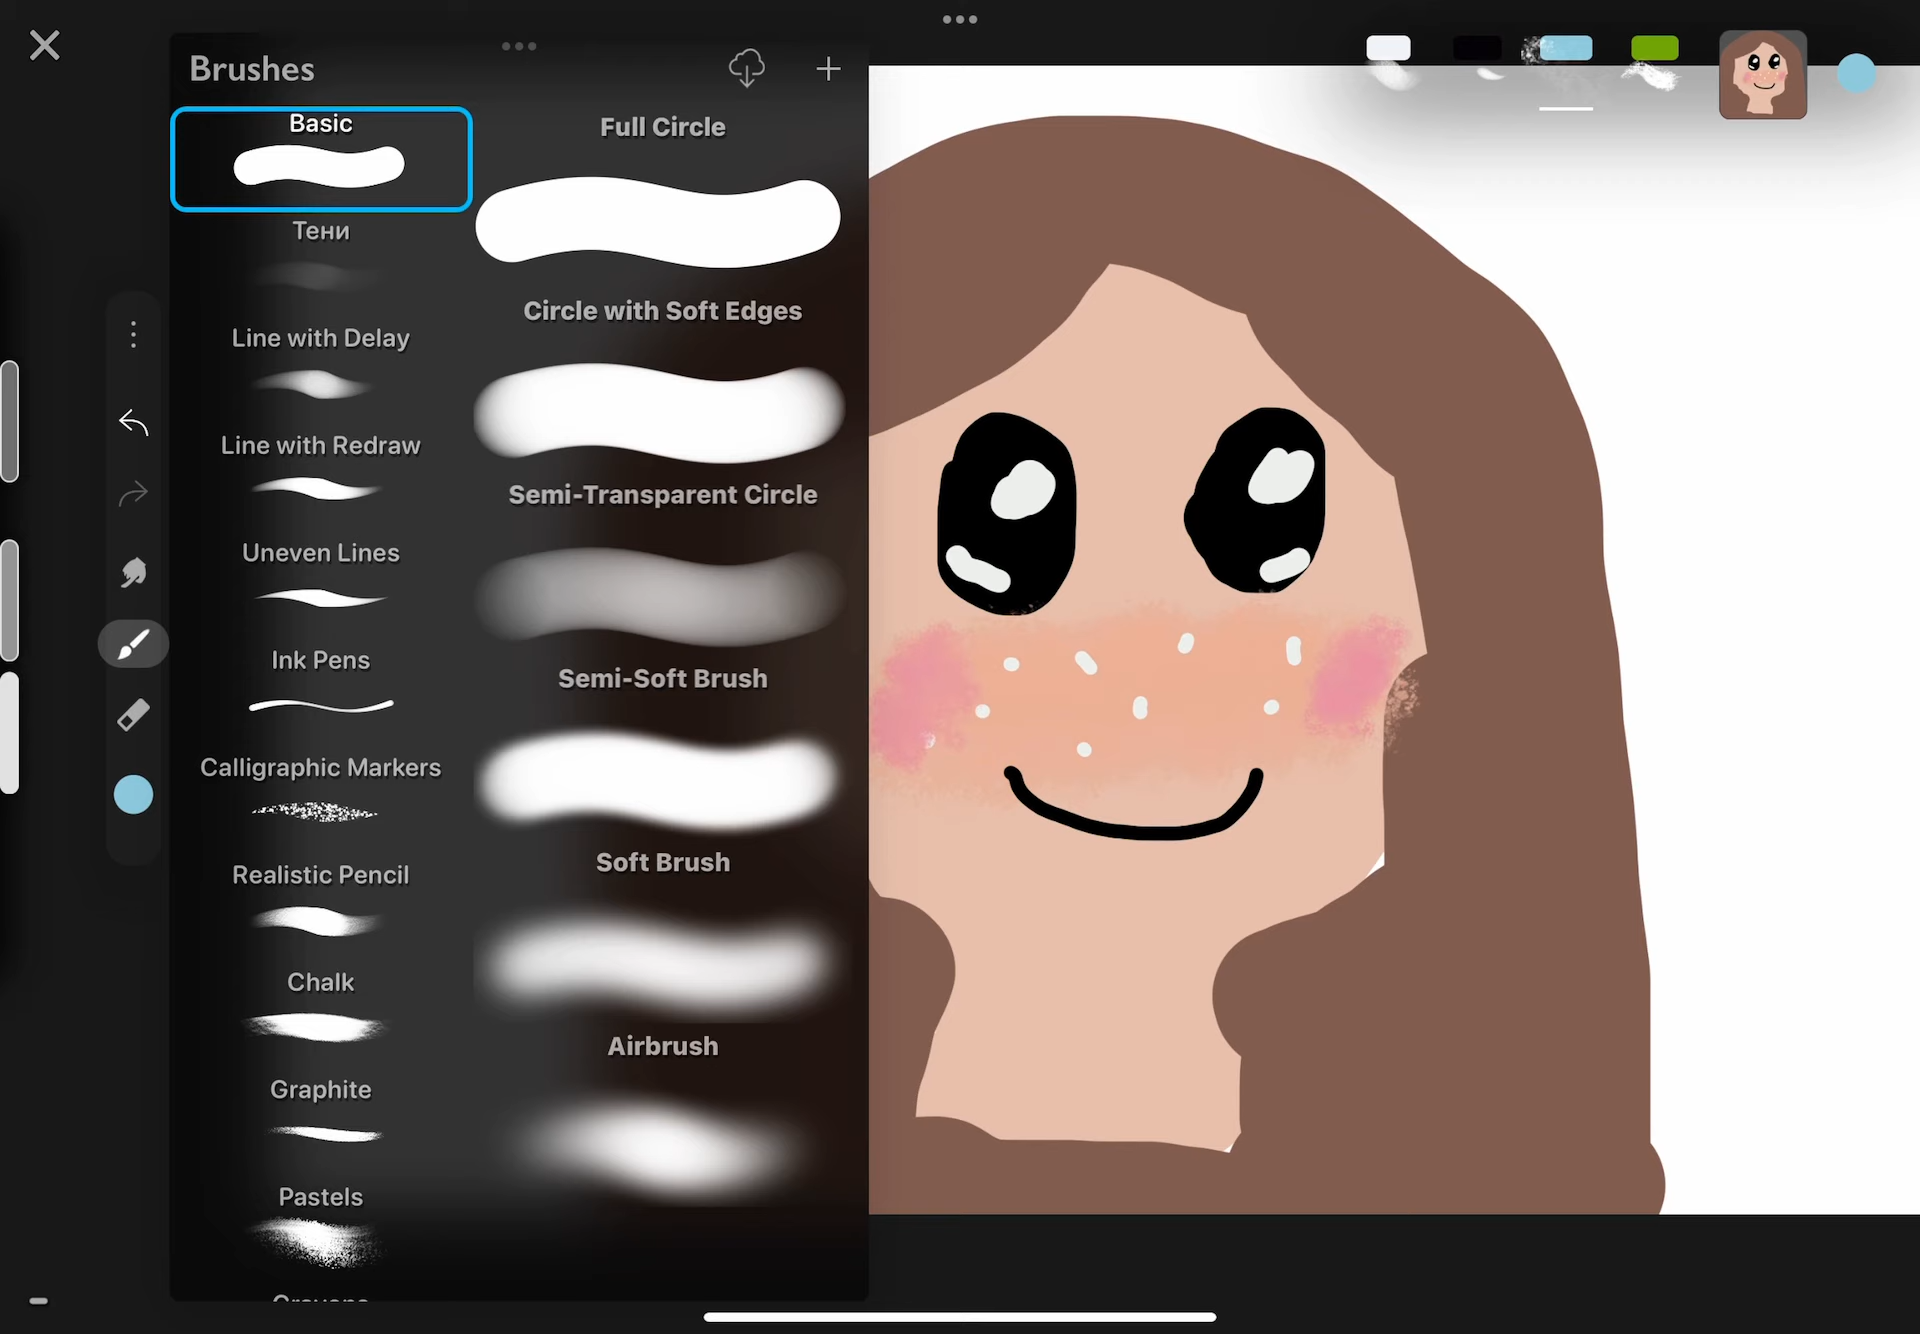 Brushes
Basic
Тени
Line with Delay
Line with Redraw
Uneven Lines
Ink Pens
Calligraphic Markers
Realistic Pencil
Chalk
Graphite
Pastels
Full Circle
Circle with Soft Edges
Semi-Transparent Circle
Semi-Soft Brush
Soft Brush
Airbrush